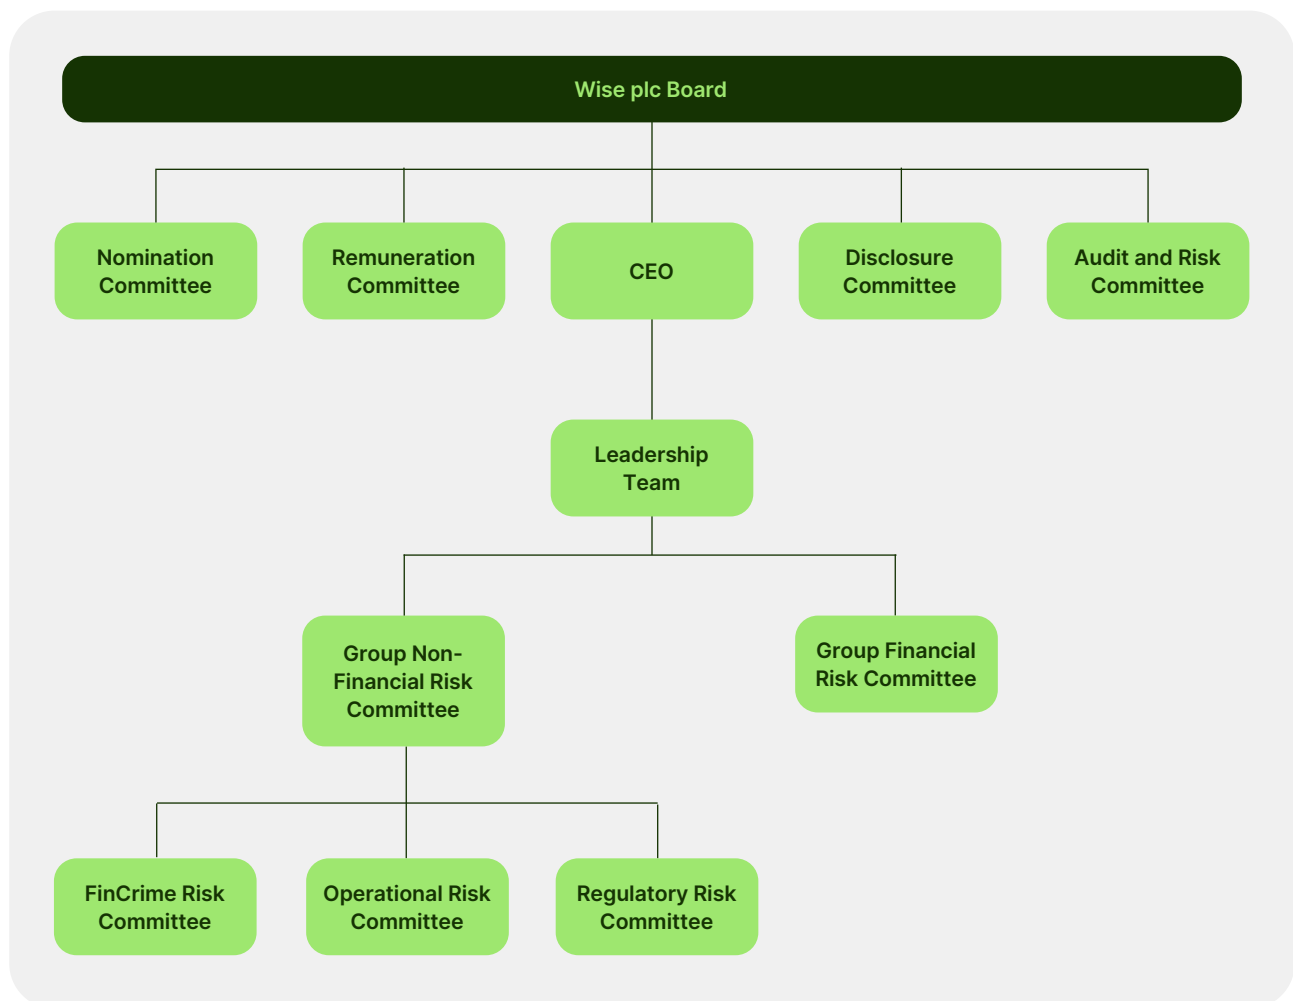 Wise plc Board
Nomination
Committee
Remuneration
Committee
CEO
Disclosure
Committee
Audit and Risk
Committee
Leadership
Team
Group Non-
Financial Risk
Committee
Group Financial
Risk Committee
FinCrime Risk
Committee
Operational Risk
Committee
Regulatory Risk
Committee